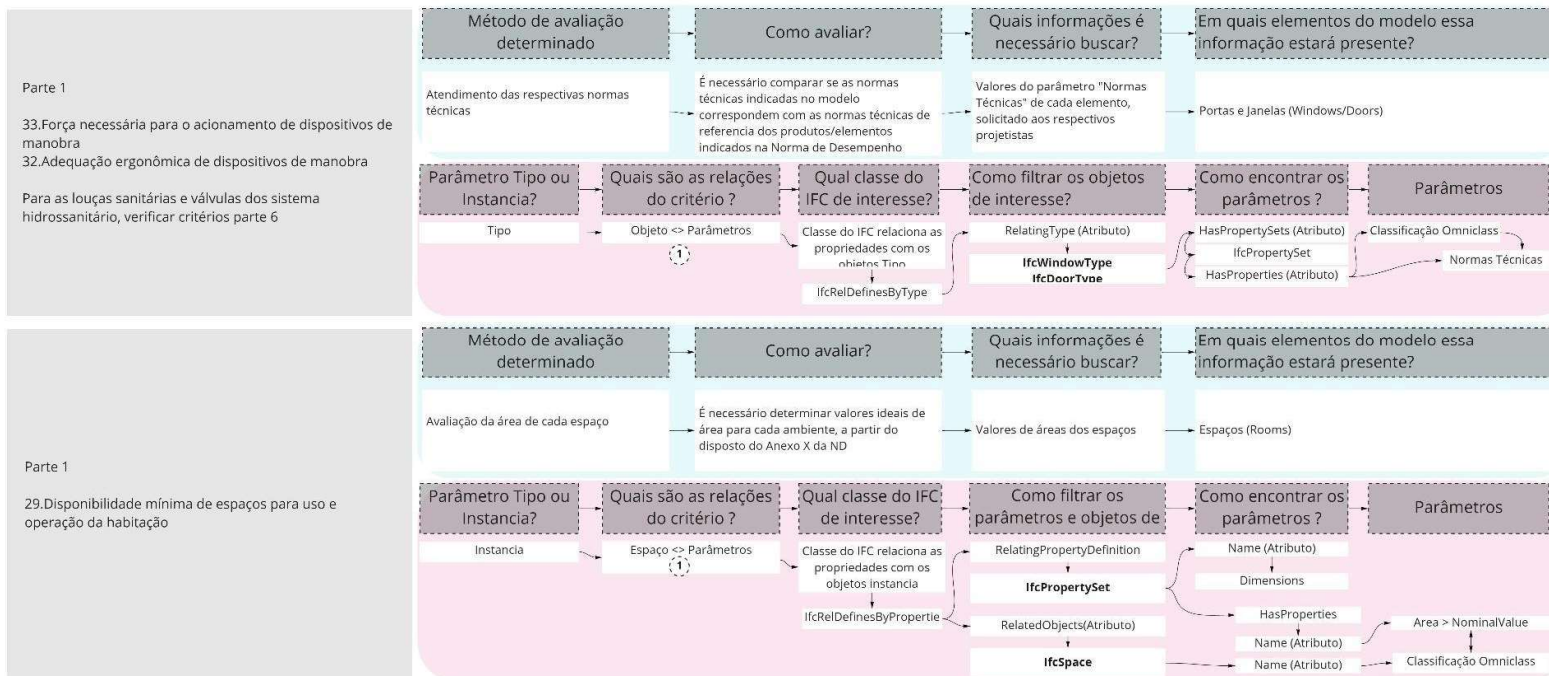 Parte 1
33.Força necessária para o acionamento de dispositivos de
manobra
32.Adequação ergonômica de dispositivos de manobra
Para as louças sanitárias e válvulas dos sistema
hidrossanitário, verificar critérios parte 6
Método de avaliação
determinado
Como avaliar?
Quais informações é
necessário buscar?
Em quais elementos do modelo essa
informação estará presente?
Atendimento das respectivas normas
técnicas
É necessário comparar se as normas
técnicas indicadas no modelo
correspondem com as normas técnicas de
referencia dos produtos/elementos
indicados na Norma de Desempenho
Valores do parâmetro "Normas
Técnicas" de cada elemento,
solicitado aos respectivos
projetistas
Portas e Janelas (Windows/Doors)
Parâmetro Tipo ou
Instancia?
Quais são as relações
do critério ?
Qual classe do
IFC de interesse?
Como filtrar os objetos
de interesse?
Como encontrar os
parâmetros ?
Parâmetros
Tipo
Objeto <> Parâmetros
1
Classe do IFC relaciona as
propriedades com os
objetos Tipo
IfcRelDefinesByType
RelatingType (Atributo)
IfcWindowType
IfcDoorType
HasPropertySets (Atributo)
IfcPropertySet
HasProperties (Atributo)
Classificação Omniclass
Normas Técnicas
Parte 1
29.Disponibilidade mínima de espaços para uso e
operação da habitação
Método de avaliação
determinado
Como avaliar?
Quais informações é
necessário buscar?
Em quais elementos do modelo essa
informação estará presente?
Avaliação da área de cada espaço
É necessário determinar valores ideais de
área para cada ambiente, a partir do
disposto do Anexo X da ND
Valores de áreas dos espaços
Espaços (Rooms)
Parâmetro Tipo ou
Instancia?
Quais são as relações
do critério ?
Qual classe do IFC
de interesse?
Como filtrar os
parâmetros e objetos de
Como encontrar os
parâmetros ?
Parâmetros
Instancia
Espaço <> Parâmetros
1
Classe do IFC relaciona as
propriedades com os
objetos instancia
IfcRelDefinesByPropertie
RelatingPropertyDefinition
IfcPropertySet
RelatedObjects(Atributo)
IfcSpace
Name (Atributo)
Dimensions
HasProperties
Name (Atributo)
Name (Atributo)
Area > NominalValue
Classificação Omniclass